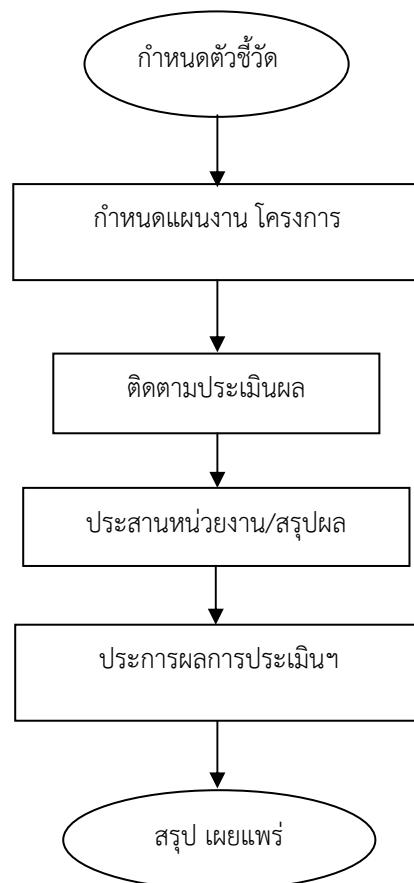 กำหนดตัวชี้วัด
กำหนดแผนงาน โครงการ
ติดตามประเมินผล
ประสานหน่วยงาน/สรุปผล
ประการผลการประเมินฯ
สรุป เผยแพร่